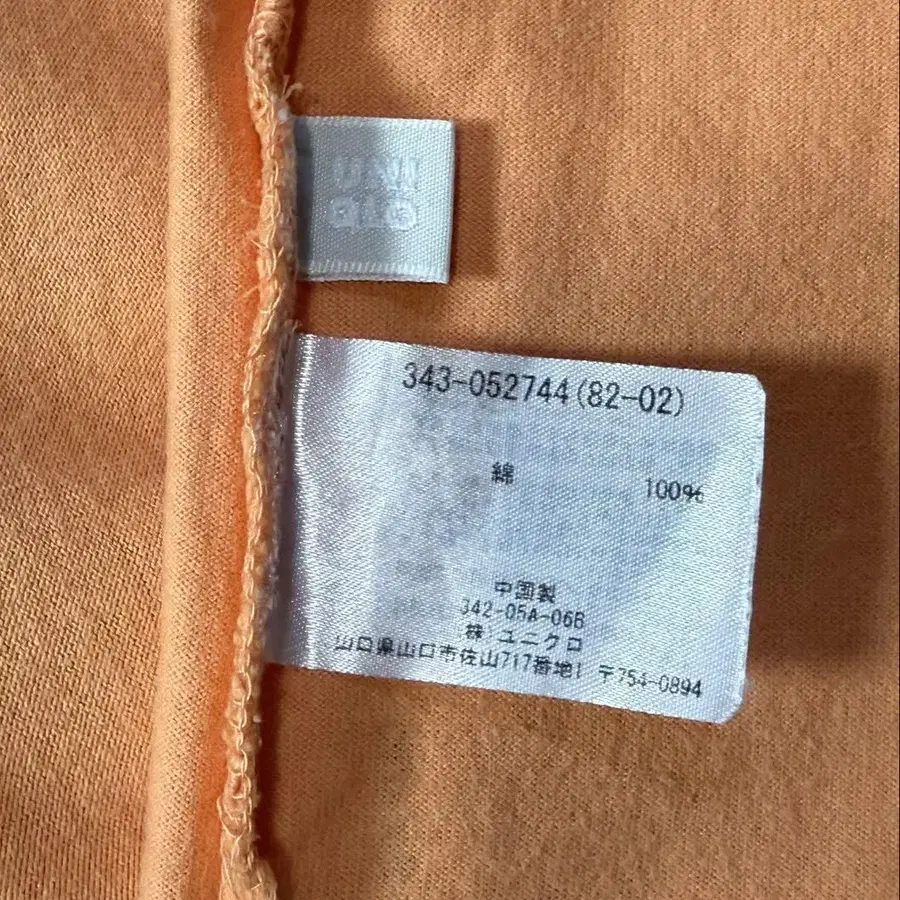 UNI
QLO
343-052744(82-02)
綿 100%
中国製
342-05A-06B
株)ユニクロ
山口県山口市佐山717番地1 〒754-0894